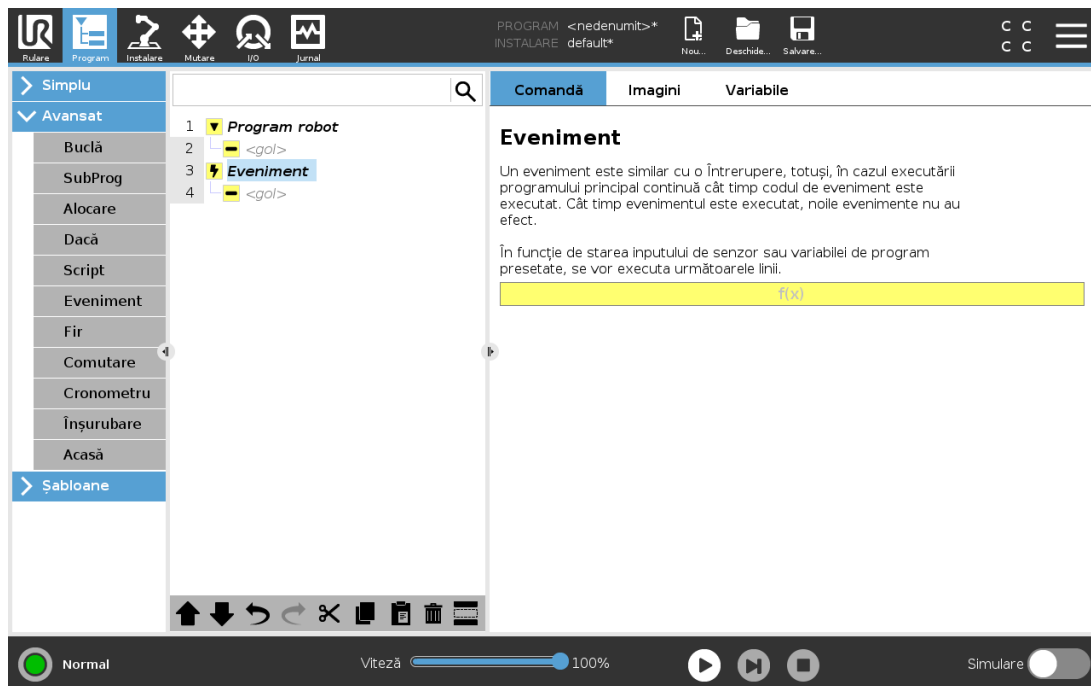 UR
Rulare
Program
Instalare
Mutare
I/O
Jurnal
PROGRAM <nedenumit>*
INSTALARE default*
Nou...
Deschide...
Salvare...
C C
C C
Simplu
Avansat
Buclă
SubProg
Alocare
Dacă
Script
Eveniment
Fir
Comutare
Cronometru
Înșurubare
Acasă
Șabloane
1 Program robot
2 <gol>
3 Eveniment
4 <gol>
Comandă Imagini Variabile
Eveniment
Un eveniment este similar cu o Întrerupere, totuși, în cazul executării
programului principal continuă cât timp codul de eveniment este
executat. Cât timp evenimentul este executat, noile evenimente nu au
efect.
În funcţie de starea inputului de senzor sau variabilei de program
presetate, se vor executa următoarele linii.
f(x)
Normal
Viteză 100%
Simulare